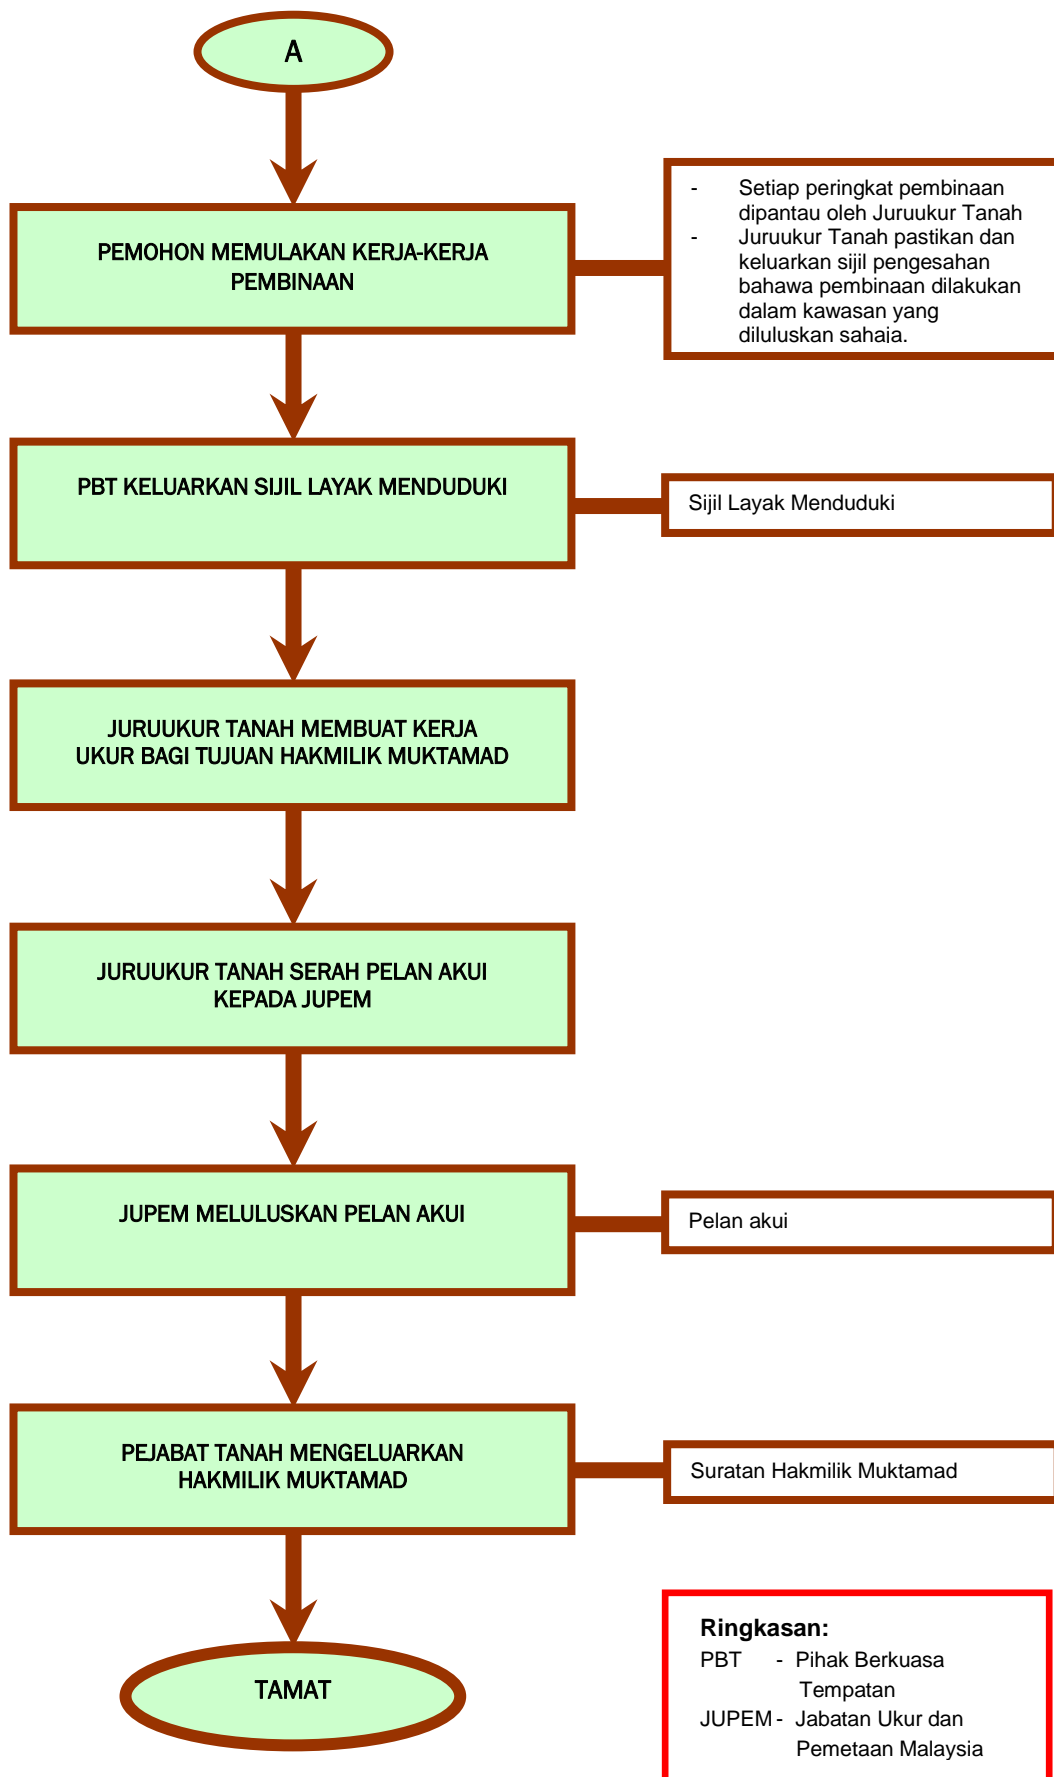 A
PEMOHON MEMULAKAN KERJA-KERJA
PEMBINAAN
- Setiap peringkat pembinaan
dipantau oleh Juruukur Tanah
- Juruukur Tanah pastikan dan
keluarkan sijil pengesahan
bahawa pembinaan dilakukan
dalam kawasan yang
diluluskan sahaja.
PBT KELUARKAN SIJIL LAYAK MENDUDUKI
Sijil Layak Menduduki
JURUUKUR TANAH MEMBUAT KERJA
UKUR BAGI TUJUAN HAKMILIK MUKTAMAD
JURUUKUR TANAH SERAH PELAN AKUI
KEPADA JUPEM
JUPEM MELULUSKAN PELAN AKUI
Pelan akui
PEJABAT TANAH MENGELUARKAN
HAKMILIK MUKTAMAD
Suratan Hakmilik Muktamad
TAMAT
Ringkasan:
PBT - Pihak Berkuasa
Tempatan
JUPEM - Jabatan Ukur dan
Pemetaan Malaysia